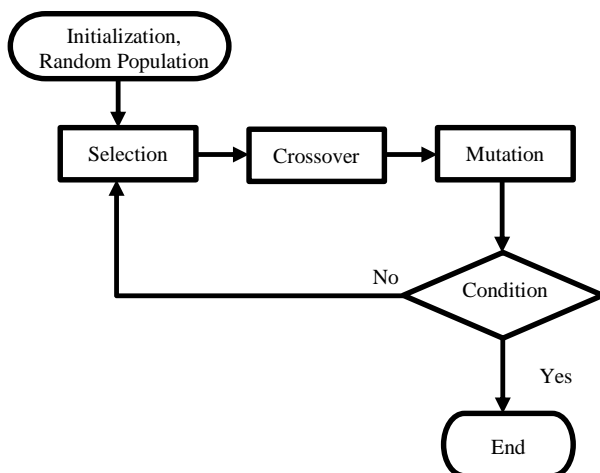 Initialization,
Random Population
Selection
Crossover
Mutation
No
Condition
Yes
End